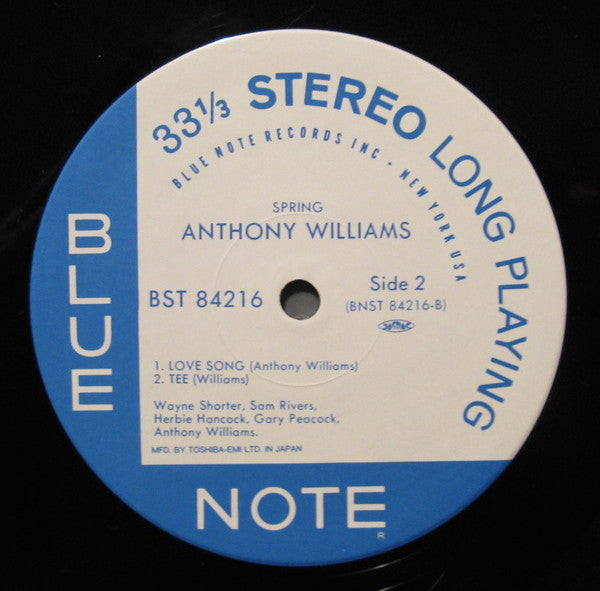 33⅓ STEREO LONG PLAYING
BLUE NOTE RECORDS INC • NEW YORK USA
SPRING
ANTHONY WILLIAMS
BST 84216
Side 2
(BNST 84216-B)
1. LOVE SONG (Anthony Williams)
2. TEE (Williams)
Wayne Shorter, Sam Rivers,
Herbie Hancock, Gary Peacock,
Anthony Williams.
MFD. BY TOSHIBA-EMI LTD. IN JAPAN
BLUE
NOTE
R